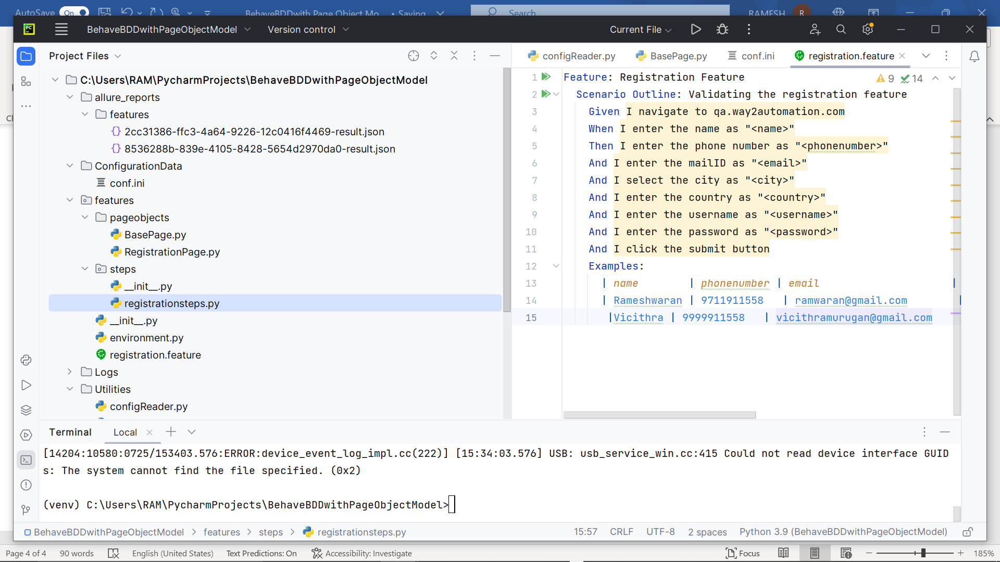 AutoSave On BehaveBDDwith Page Object Mo... • Saving Search RAMESH R
BehaveBDDwithPageObjectModel Version control Current File
Project Files
configReader.py BasePage.py conf.ini registration.feature
C:\Users\RAM\PycharmProjects\BehaveBDDwithPageObjectModel
allure_reports
features
2cc31386-ffc3-4a64-9226-12c0416f4469-result.json
8536288b-839e-4105-8428-5654d2970da0-result.json
ConfigurationData
conf.ini
features
pageobjects
BasePage.py
RegistrationPage.py
steps
__init__.py
registrationsteps.py
__init__.py
environment.py
registration.feature
Logs
Utilities
configReader.py
9 14
1 Feature: Registration Feature
2 Scenario Outline: Validating the registration feature
3 Given I navigate to qa.way2automation.com
4 When I enter the name as "<name>"
5 Then I enter the phone number as "<phonenumber>"
6 And I enter the mailID as "<email>"
7 And I select the city as "<city>"
8 And I enter the country as "<country>"
9 And I enter the username as "<username>"
10 And I enter the password as "<password>"
11 And I click the submit button
12 Examples:
13 | name | phonenumber | email |
14 | Rameshwaran | 9711911558 | ramwaran@gmail.com |
15 |Vicithra | 9999911558 | vicithramurugan@gmail.com
Terminal Local
[14204:10580:0725/153403.576:ERROR:device_event_log_impl.cc(222)] [15:34:03.576] USB: usb_service_win.cc:415 Could not read device interface GUID
s: The system cannot find the file specified. (0x2)
(venv) C:\Users\RAM\PycharmProjects\BehaveBDDwithPageObjectModel>
BehaveBDDwithPageObjectModel > features > steps > registrationsteps.py 15:57 CRLF UTF-8 2 spaces Python 3.9 (BehaveBDDwithPageObjectModel)
Page 4 of 4 90 words English (United States) Text Predictions: On Accessibility: Investigate Focus 185%